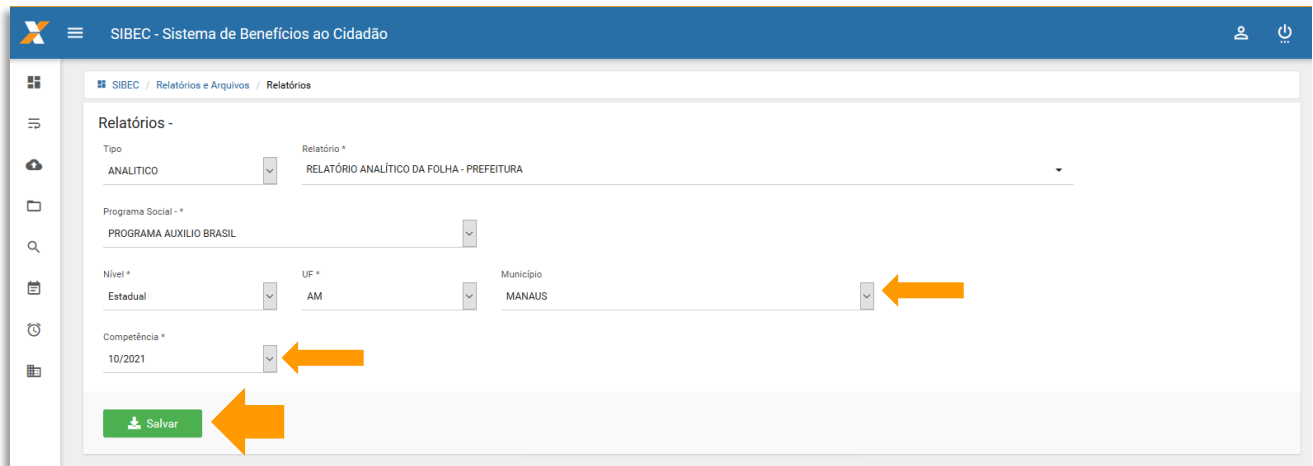 SIBEC - Sistema de Benefícios ao Cidadão
SIBEC / Relatórios e Arquivos / Relatórios
Relatórios -
Tipo Relatório *
ANALITICO RELATÓRIO ANALÍTICO DA FOLHA - PREFEITURA
Programa Social - *
PROGRAMA AUXILIO BRASIL
Nível * UF * Município
Estadual AM MANAUS
Competência *
10/2021
Salvar